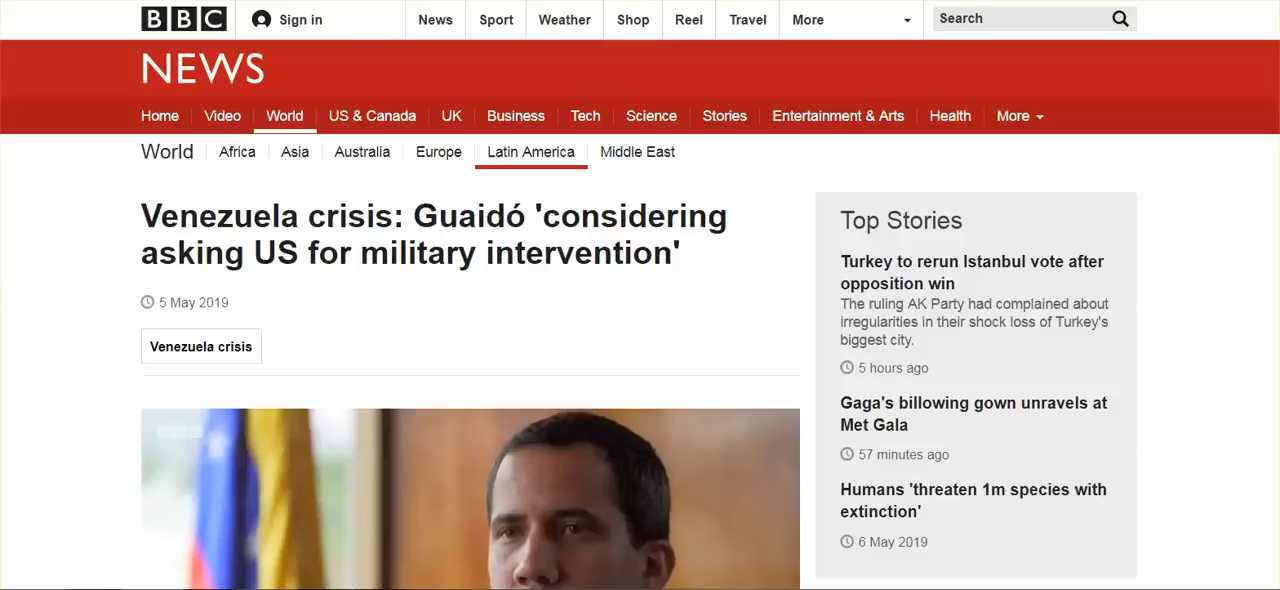 BBC Sign in News Sport Weather Shop Reel Travel More Search
NEWS
Home Video World US & Canada UK Business Tech Science Stories Entertainment & Arts Health More
World Africa Asia Australia Europe Latin America Middle East
Venezuela crisis: Guaidó 'considering
asking US for military intervention'
5 May 2019
Venezuela crisis
Top Stories
Turkey to rerun Istanbul vote after
opposition win
The ruling AK Party had complained about
irregularities in their shock loss of Turkey's
biggest city.
5 hours ago
Gaga's billowing gown unravels at
Met Gala
57 minutes ago
Humans 'threaten 1m species with
extinction'
6 May 2019